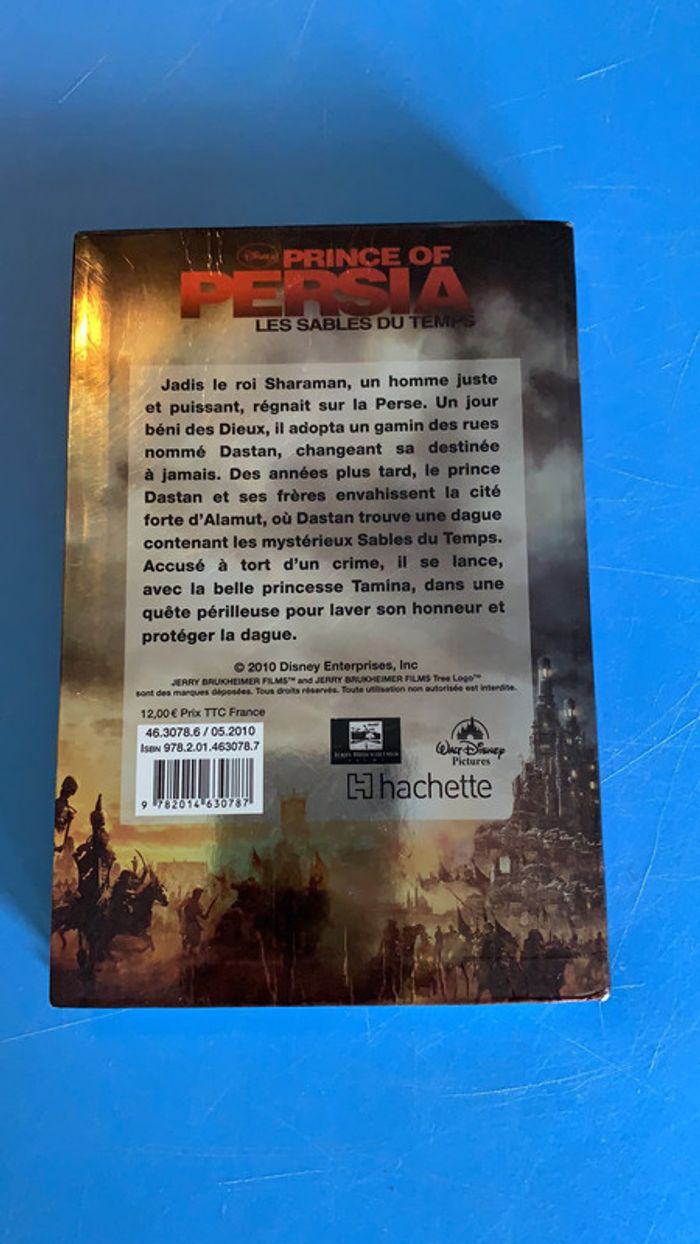 Disney
PRINCE OF
PERSIA
LES SABLES DU TEMPS
Jadis le roi Sharaman, un homme juste
et puissant, régnait sur la Perse. Un jour
béni des Dieux, il adopta un gamin des rues
nommé Dastan, changeant sa destinée
à jamais. Des années plus tard, le prince
Dastan et ses frères envahissent la cité
forte d'Alamut, où Dastan trouve une dague
contenant les mystérieux Sables du Temps.
Accusé à tort d'un crime, il se lance,
avec la belle princesse Tamina, dans une
quête périlleuse pour laver son honneur et
protéger la dague.
© 2010 Disney Enterprises, Inc
JERRY BRUKHEIMER FILMS™ and JERRY BRUKHEIMER FILMS Tree Logo™
sont des marques déposées. Tous droits réservés. Toute utilisation non autorisée est interdite.
12,00 € Prix TTC France
46.3078.6 / 05.2010
ISBN 978.2.01.463078.7
9 782014 630787
JERRY BRUCKHEIMER
FILMS
WALT DISNEY
Pictures
hachette